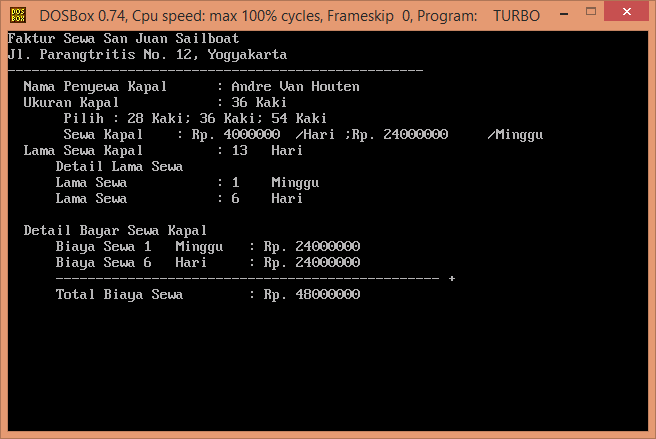 DOS BOX DOSBox 0.74, Cpu speed: max 100% cycles, Frameskip 0, Program: TURBO
Faktur Sewa San Juan Sailboat
Jl. Parangtritis No. 12, Yogyakarta
----------------------------------------------------
Nama Penyewa Kapal : Andre Van Houten
Ukuran Kapal : 36 Kaki
Pilih : 28 Kaki; 36 Kaki; 54 Kaki
Sewa Kapal : Rp. 4000000 /Hari ;Rp. 24000000 /Minggu
Lama Sewa Kapal : 13 Hari
Detail Lama Sewa
Lama Sewa : 1 Minggu
Lama Sewa : 6 Hari
Detail Bayar Sewa Kapal
Biaya Sewa 1 Minggu : Rp. 24000000
Biaya Sewa 6 Hari : Rp. 24000000
------------------------------------------------ +
Total Biaya Sewa : Rp. 48000000